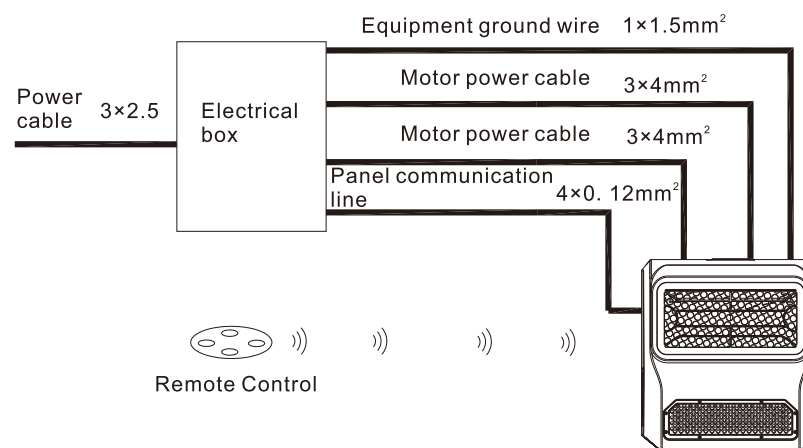 Equipment ground wire 1×1.5mm²
Motor power cable 3×4mm²
Power
cable 3×2.5
Electrical
box
Motor power cable 3×4mm²
Panel communication
line 4×0. 12mm²
Remote Control